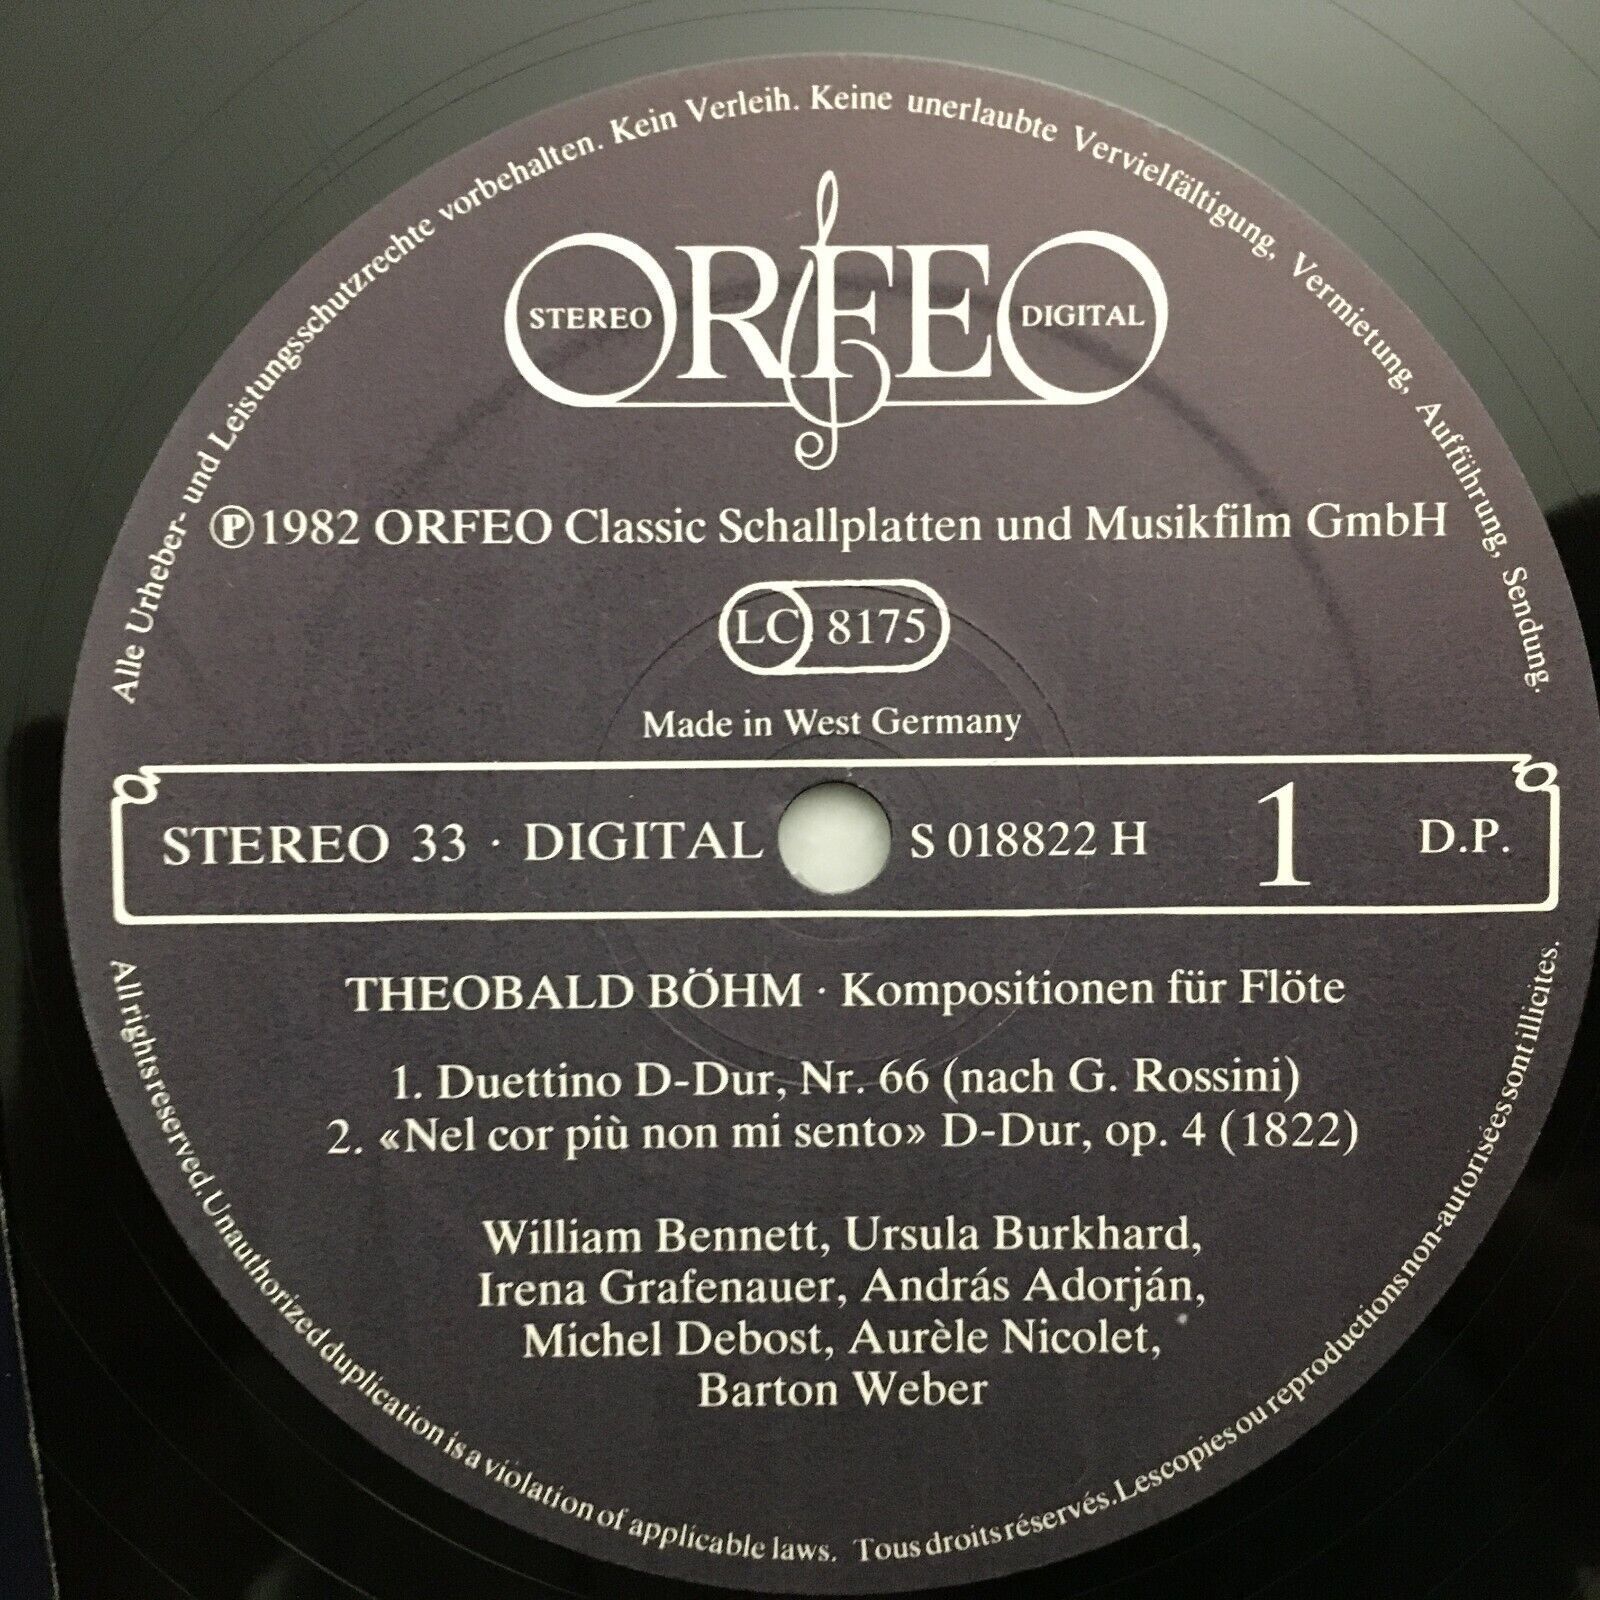 Alle Urheber- und Leistungsschutzrechte vorbehalten. Kein Verleih. Keine unerlaubte Vervielfältigung, Vermietung, Aufführung, Sendung.
ORFEO
STEREO
DIGITAL
Ⓟ1982 ORFEO Classic Schallplatten und Musikfilm GmbH
LC 8175
Made in West Germany
STEREO 33 · DIGITAL S 018822 H 1 D.P.
THEOBALD BÖHM · Kompositionen für Flöte
1. Duettino D-Dur, Nr. 66 (nach G. Rossini)
2. «Nel cor più non mi sento» D-Dur, op. 4 (1822)
William Bennett, Ursula Burkhard,
Irena Grafenauer, András Adorján,
Michel Debost, Aurèle Nicolet,
Barton Weber
All rights reserved. Unauthorized duplication is a violation of applicable laws. Tous droits réservés. Les copies ou reproductions non-autorisées sont illicites.